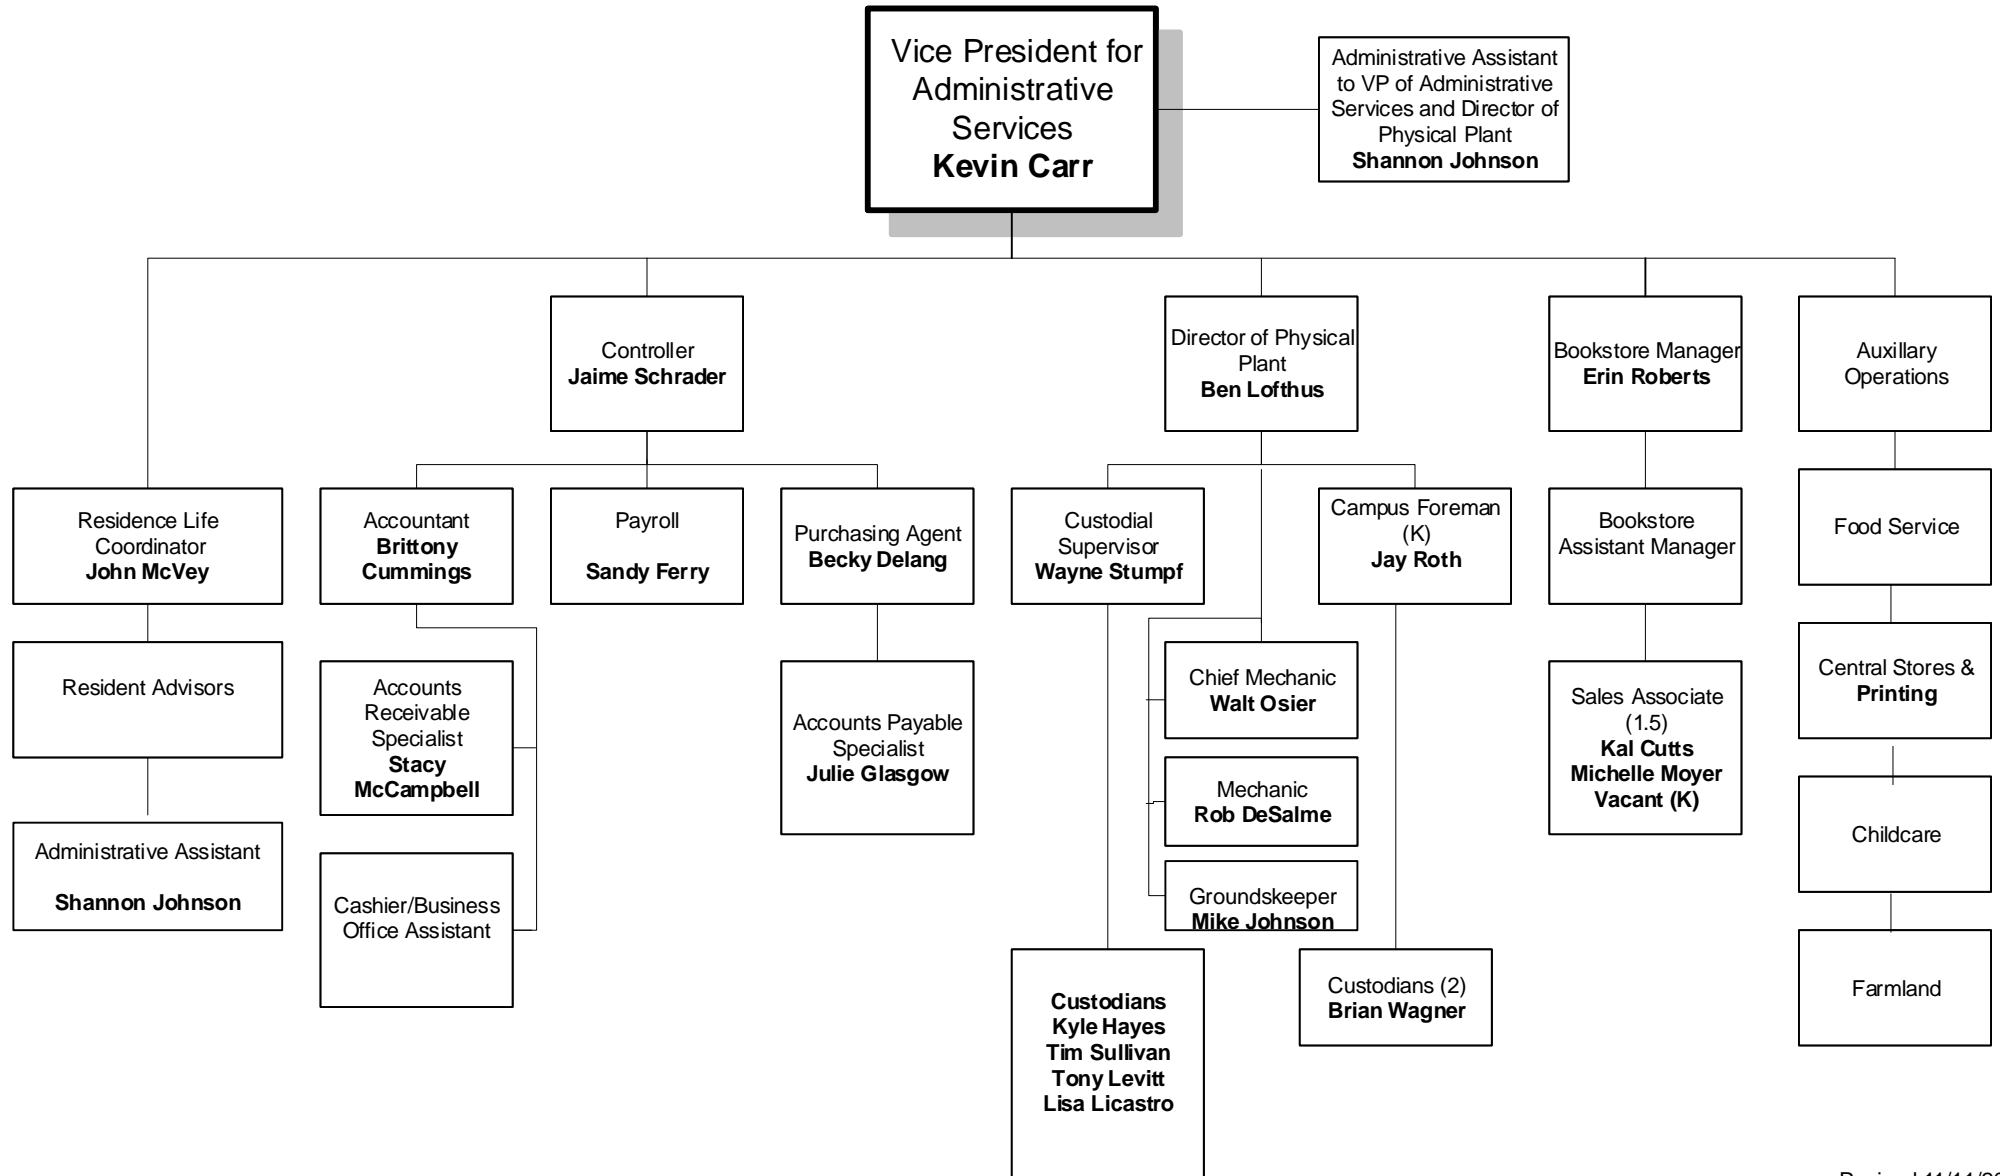 Vice President for
Administrative
Services
Kevin Carr
Administrative Assistant
to VP of Administrative
Services and Director of
Physical Plant
Shannon Johnson
Controller
Jaime Schrader
Director of Physical
Plant
Ben Lofthus
Bookstore Manager
Erin Roberts
Auxillary
Operations
Residence Life
Coordinator
John McVey
Accountant
Brittony
Cummings
Payroll
Sandy Ferry
Purchasing Agent
Becky Delang
Custodial
Supervisor
Wayne Stumpf
Campus Foreman
(K)
Jay Roth
Bookstore
Assistant Manager
Food Service
Resident Advisors
Accounts
Receivable
Specialist
Stacy
McCampbell
Accounts Payable
Specialist
Julie Glasgow
Chief Mechanic
Walt Osier
Sales Associate
(1.5)
Kal Cutts
Michelle Moyer
Vacant (K)
Central Stores &
Printing
Mechanic
Rob DeSalme
Childcare
Administrative Assistant
Shannon Johnson
Cashier/Business
Office Assistant
Groundskeeper
Mike Johnson
Custodians
Kyle Hayes
Tim Sullivan
Tony Levitt
Lisa Licastro
Custodians (2)
Brian Wagner
Farmland